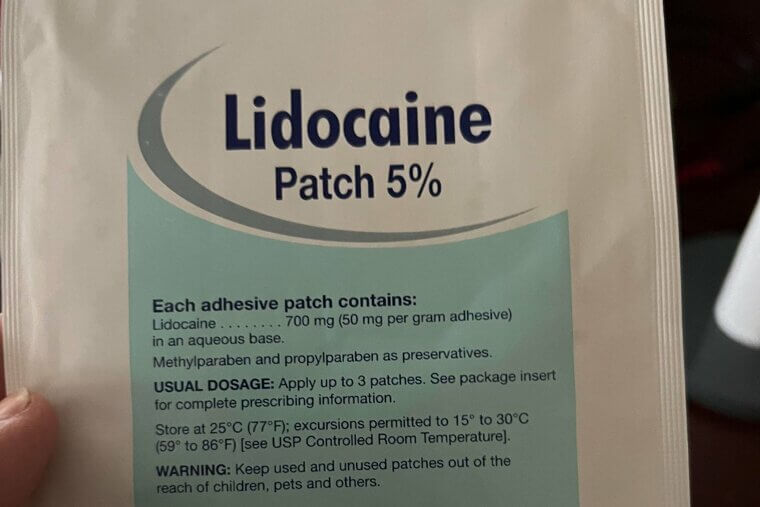 Lidocaine
Patch 5%
Each adhesive patch contains:
Lidocaine ........ 700 mg (50 mg per gram adhesive)
in an aqueous base.
Methylparaben and propylparaben as preservatives.
USUAL DOSAGE: Apply up to 3 patches. See package insert
for complete prescribing information.
Store at 25°C (77°F); excursions permitted to 15° to 30°C
(59° to 86°F) [see USP Controlled Room Temperature].
WARNING: Keep used and unused patches out of the
reach of children, pets and others.